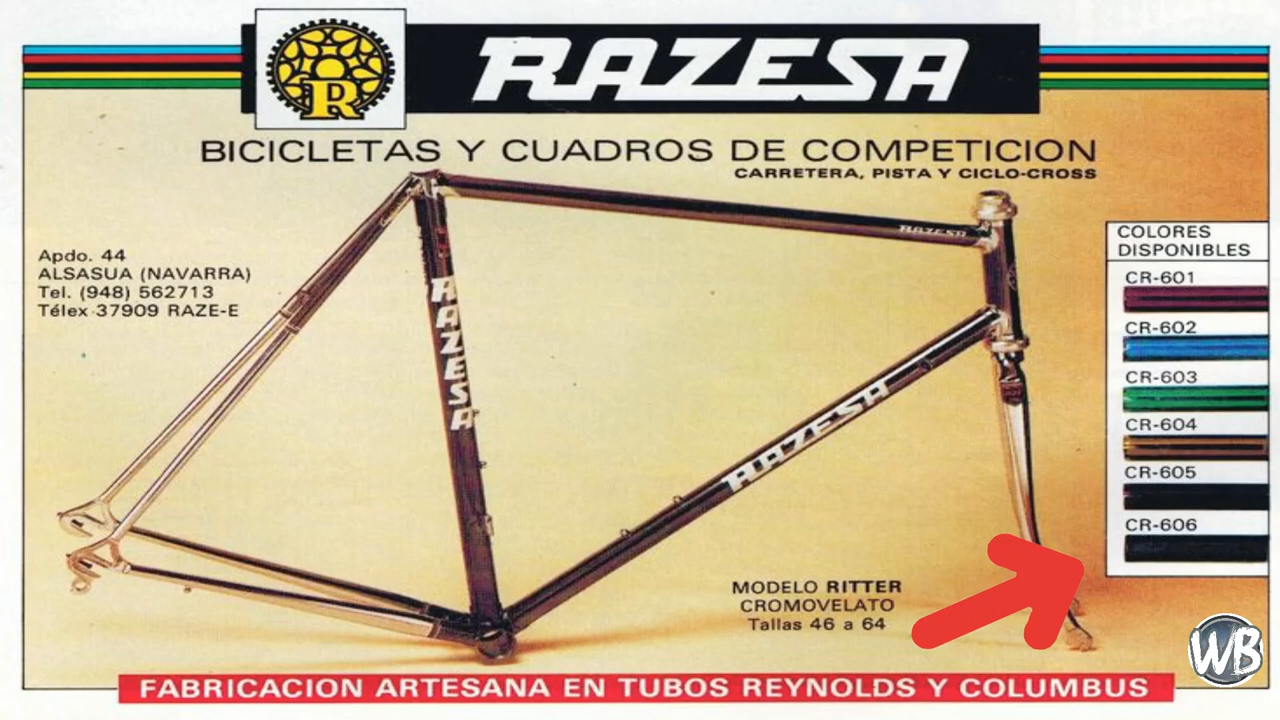 R
RAZESA
BICICLETAS Y CUADROS DE COMPETICION
CARRETERA, PISTA Y CICLO-CROSS
Apdo. 44
ALSASUA (NAVARRA)
Tel. (948) 562713
Télex 37909 RAZE-E
RAZESA
RAZESA
RAZESA
COLORES
DISPONIBLES
CR-601
CR-602
CR-603
CR-604
CR-605
CR-606
MODELO RITTER
CROMOVELATO
Tallas 46 a 64
WB
FABRICACION ARTESANA EN TUBOS REYNOLDS Y COLUMBUS